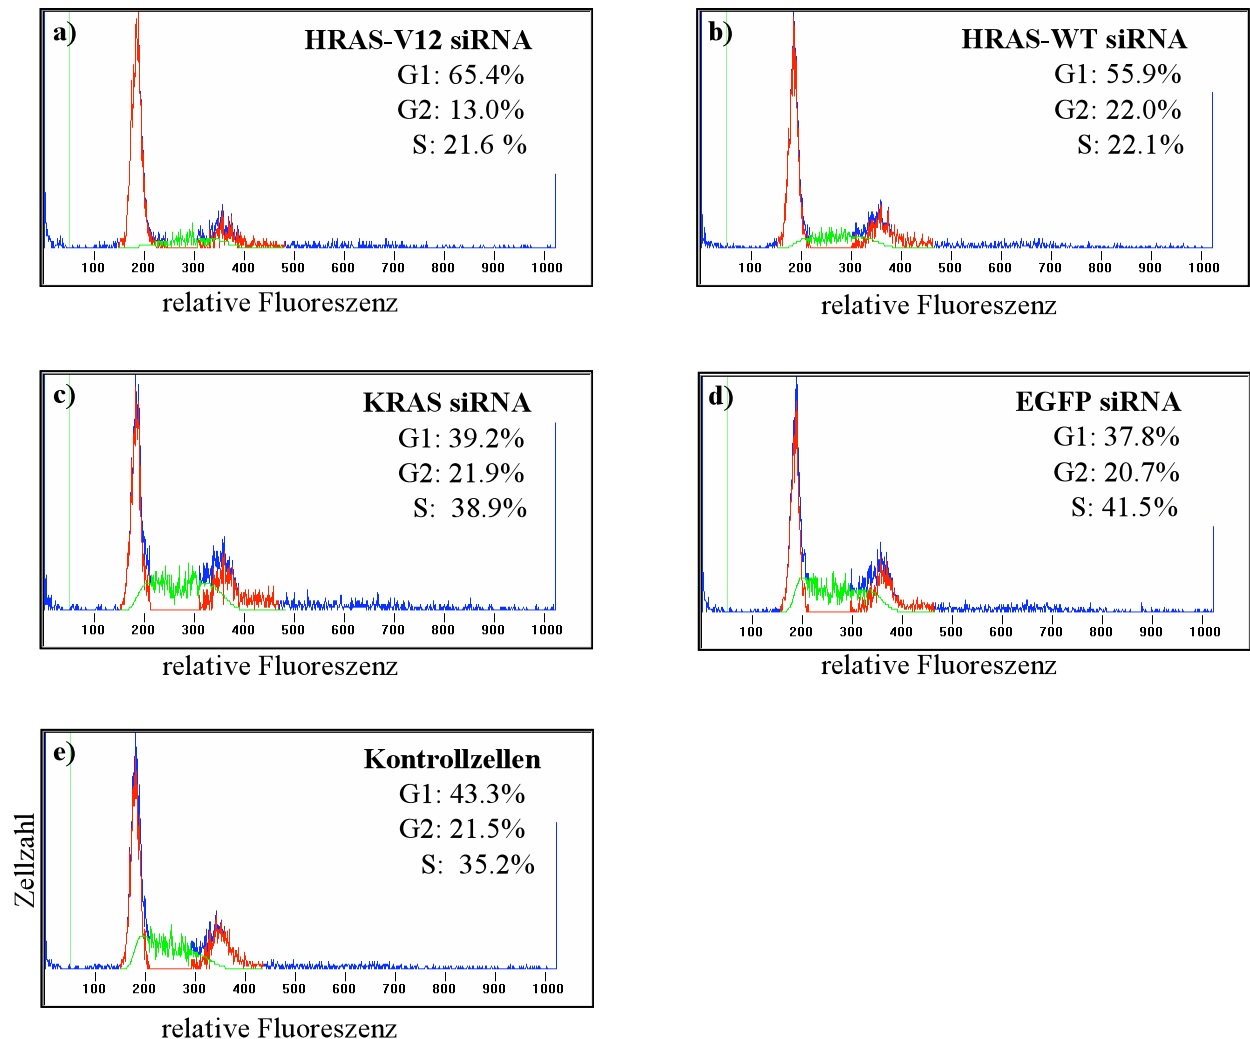 a)
HRAS-V12 siRNA
G1: 65.4%
G2: 13.0%
S: 21.6 %
100 200 300 400 500 600 700 800 900 1000
relative Fluoreszenz
b)
HRAS-WT siRNA
G1: 55.9%
G2: 22.0%
S: 22.1%
100 200 300 400 500 600 700 800 900 1000
relative Fluoreszenz
c)
KRAS siRNA
G1: 39.2%
G2: 21.9%
S: 38.9%
100 200 300 400 500 600 700 800 900 1000
relative Fluoreszenz
d)
EGFP siRNA
G1: 37.8%
G2: 20.7%
S: 41.5%
100 200 300 400 500 600 700 800 900 1000
relative Fluoreszenz
e)
Kontrollzellen
G1: 43.3%
G2: 21.5%
S: 35.2%
Zellzahl
100 200 300 400 500 600 700 800 900 1000
relative Fluoreszenz